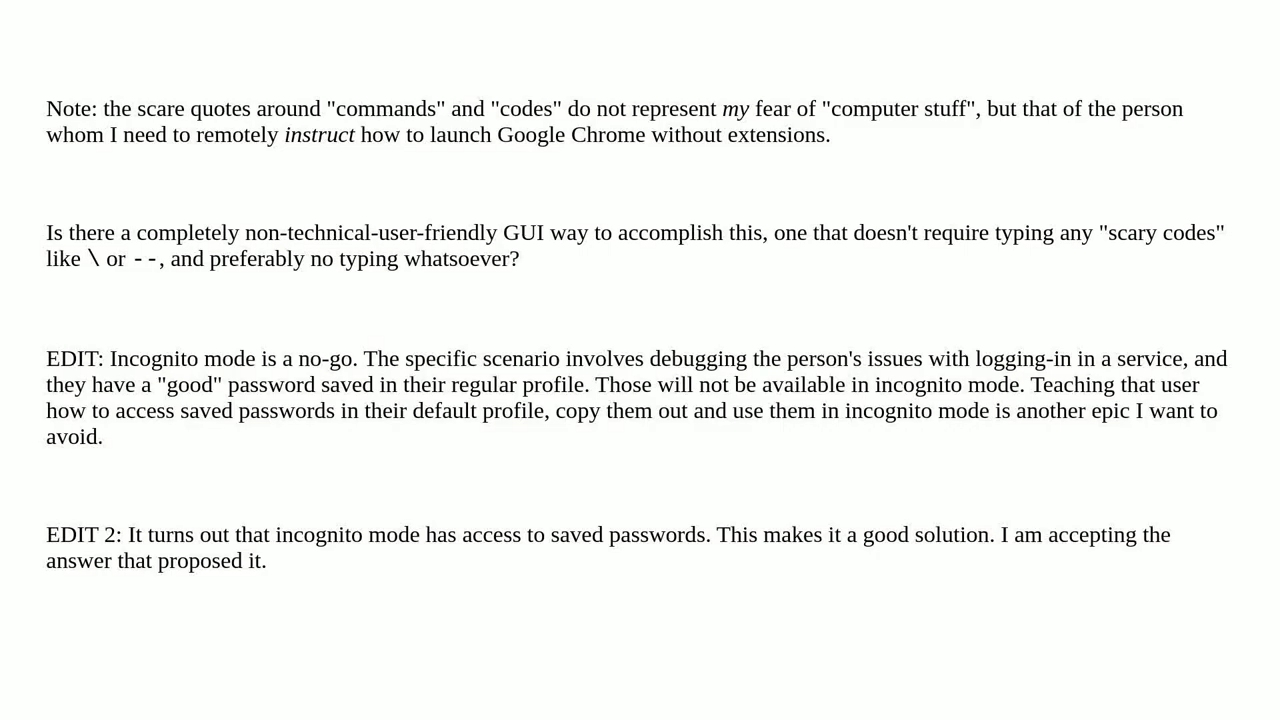 Note: the scare quotes around "commands" and "codes" do not represent my fear of "computer stuff", but that of the person
whom I need to remotely instruct how to launch Google Chrome without extensions.
Is there a completely non-technical-user-friendly GUI way to accomplish this, one that doesn't require typing any "scary codes"
like \ or --, and preferably no typing whatsoever?
EDIT: Incognito mode is a no-go. The specific scenario involves debugging the person's issues with logging-in in a service, and
they have a "good" password saved in their regular profile. Those will not be available in incognito mode. Teaching that user
how to access saved passwords in their default profile, copy them out and use them in incognito mode is another epic I want to
avoid.
EDIT 2: It turns out that incognito mode has access to saved passwords. This makes it a good solution. I am accepting the
answer that proposed it.